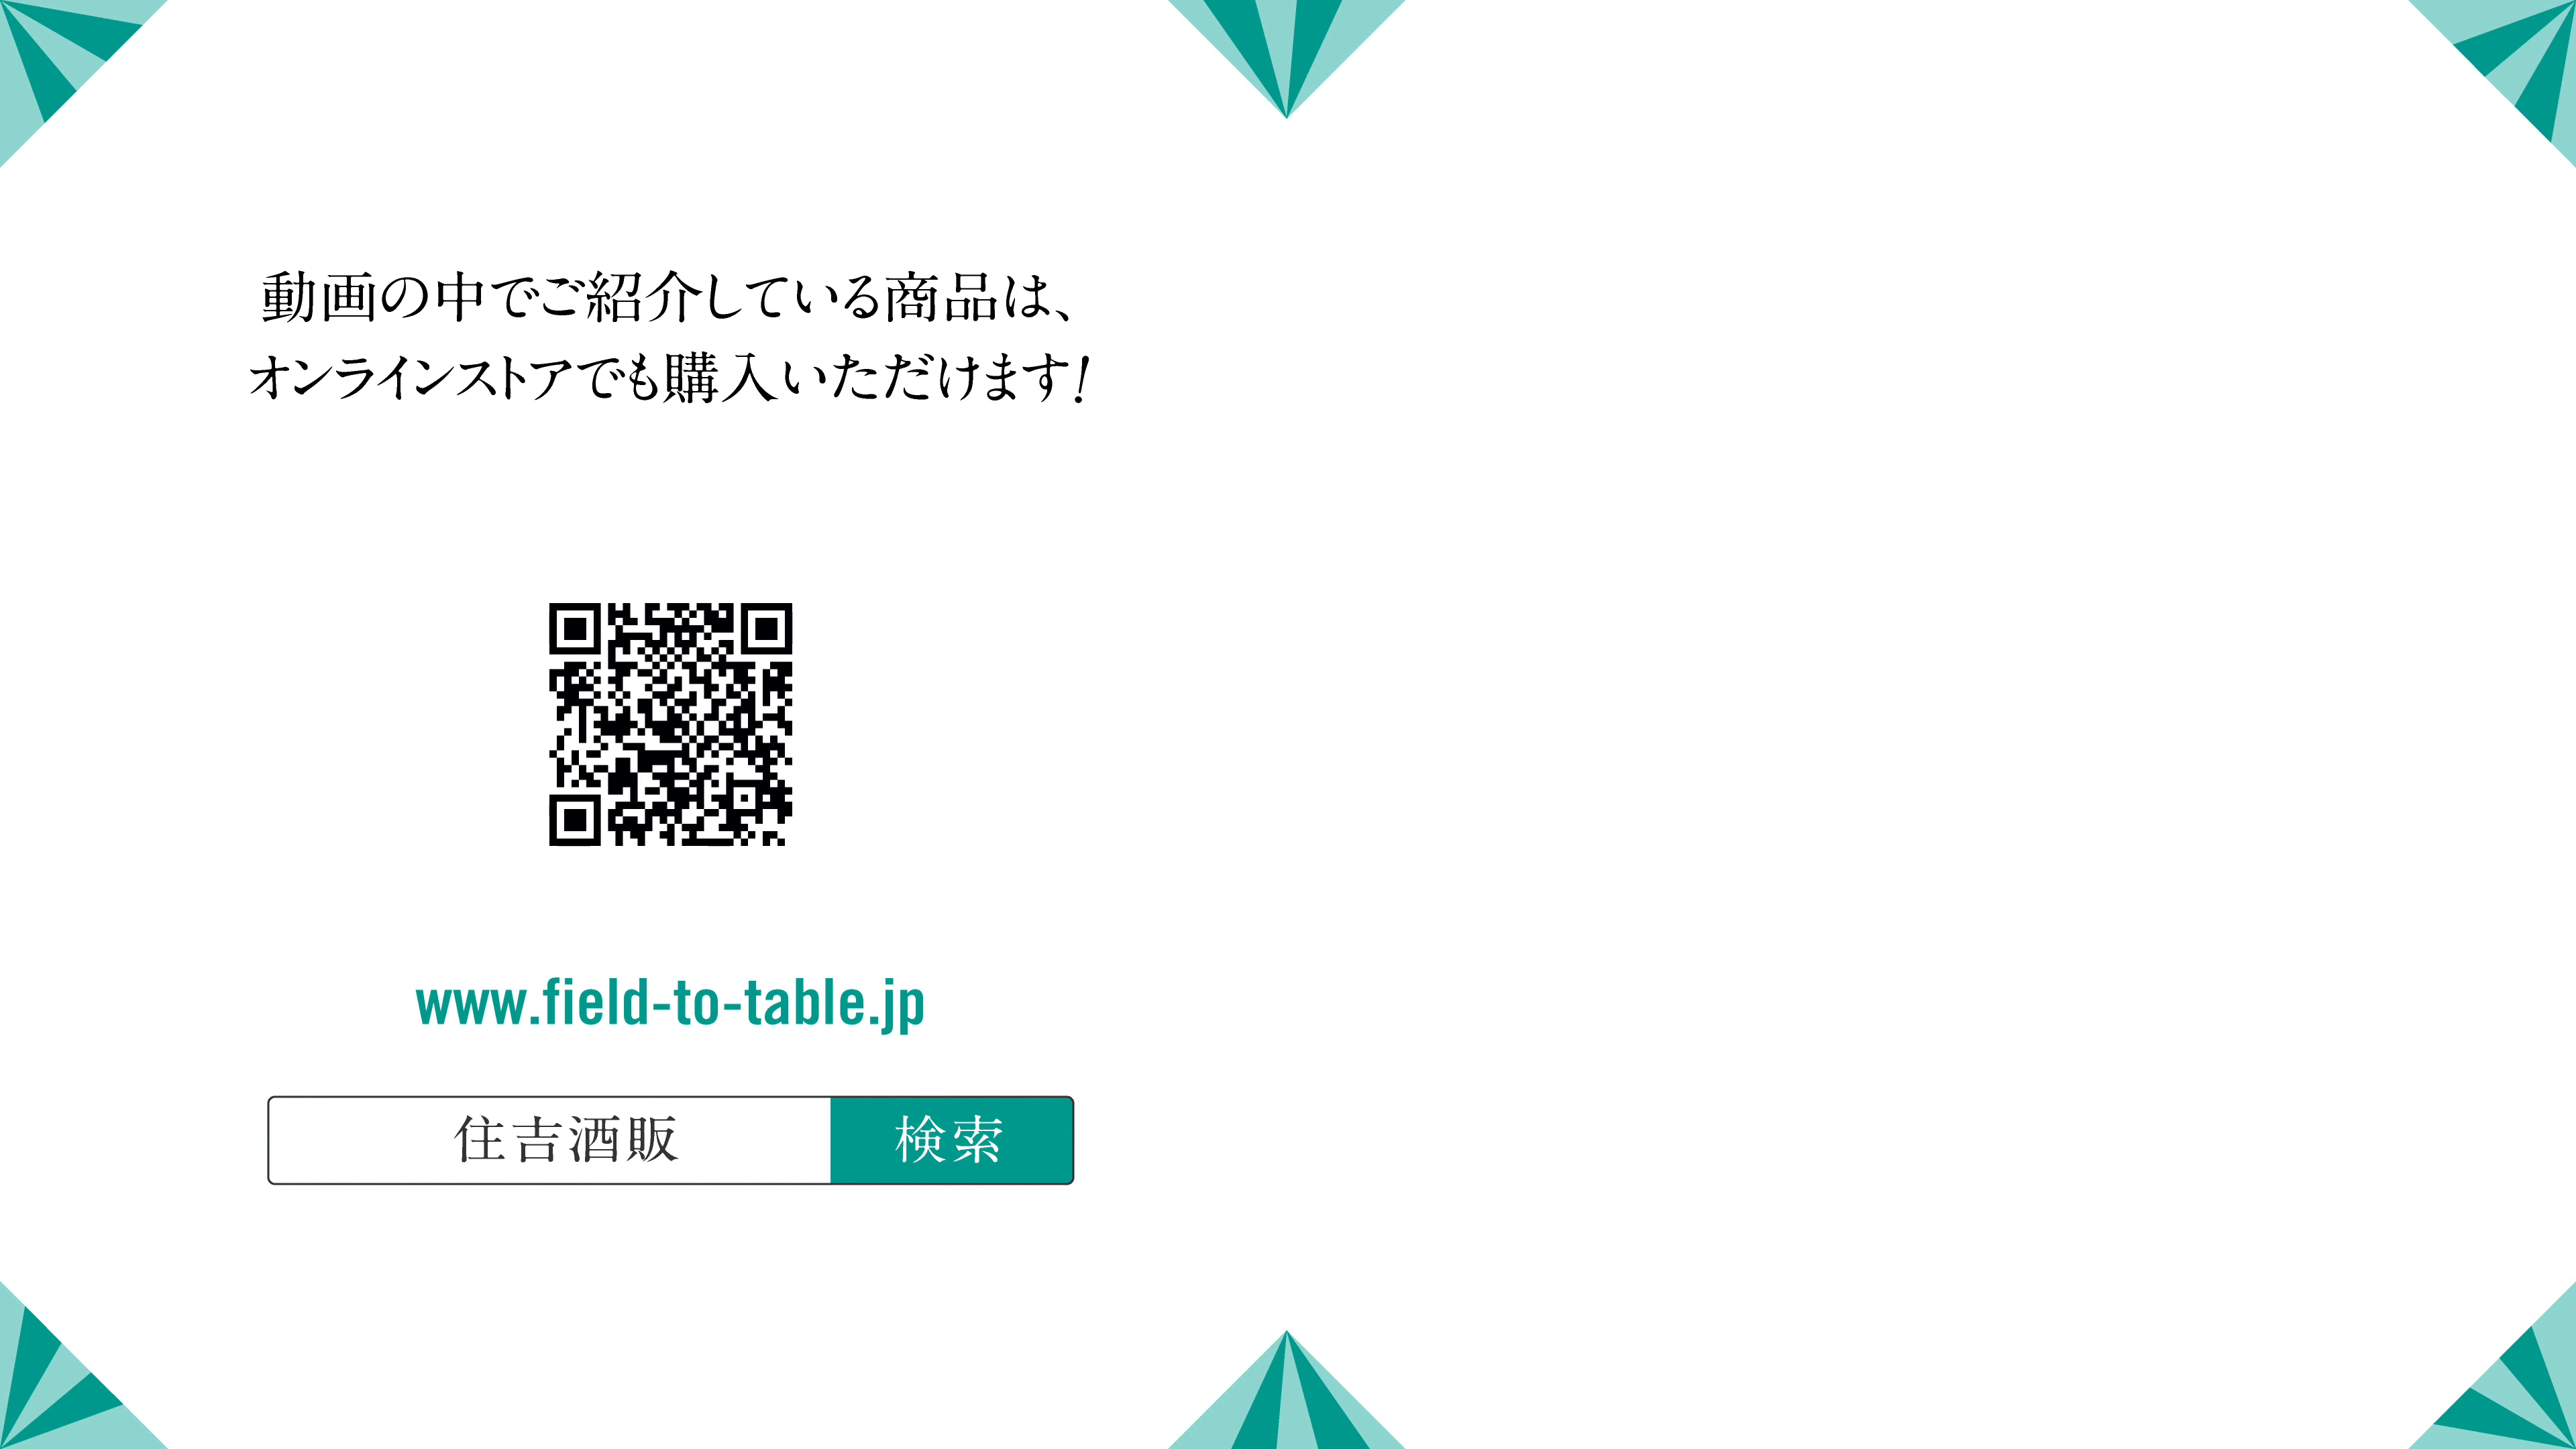 動画の中でご紹介している商品は、
オンラインストアでも購入いただけます!
www.field-to-table.jp
住吉酒販 検索